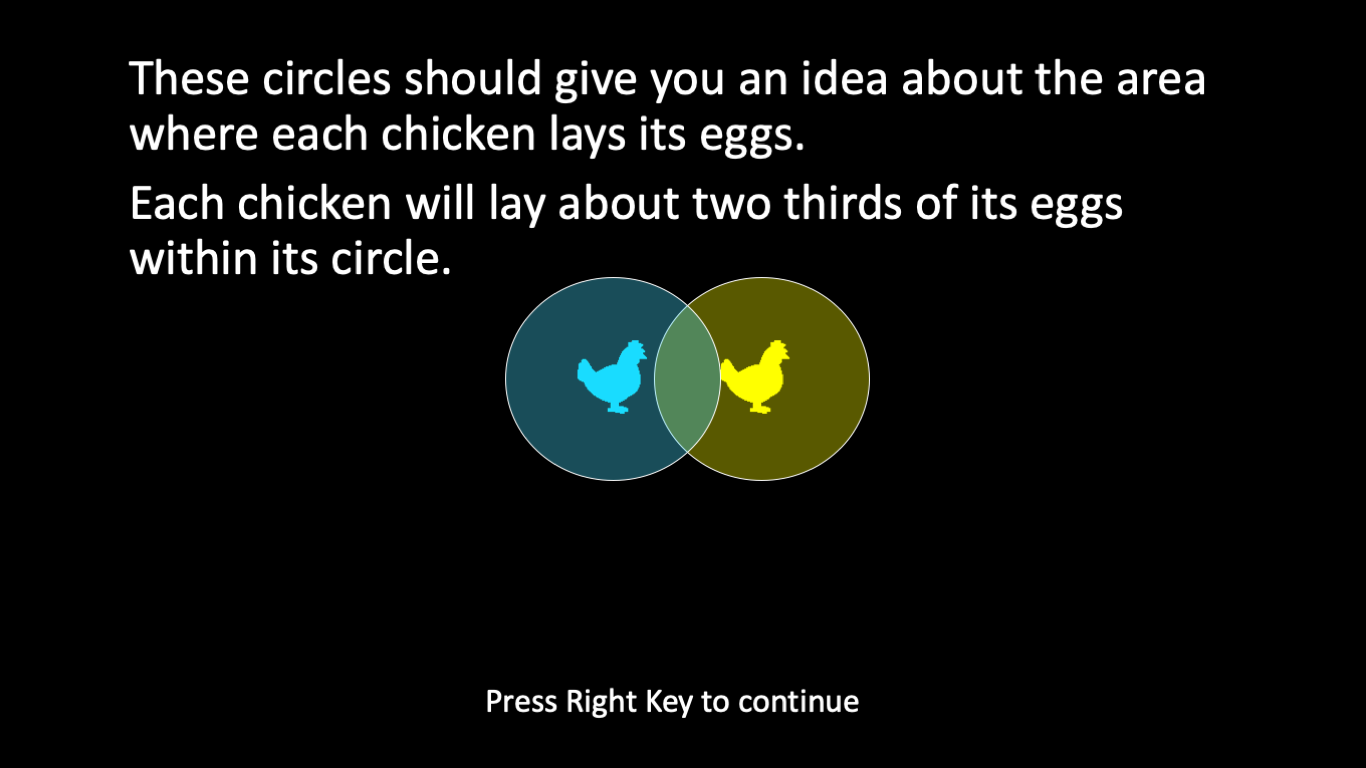 These circles should give you an idea about the area
where each chicken lays its eggs.
Each chicken will lay about two thirds of its eggs
within its circle.
Press Right Key to continue